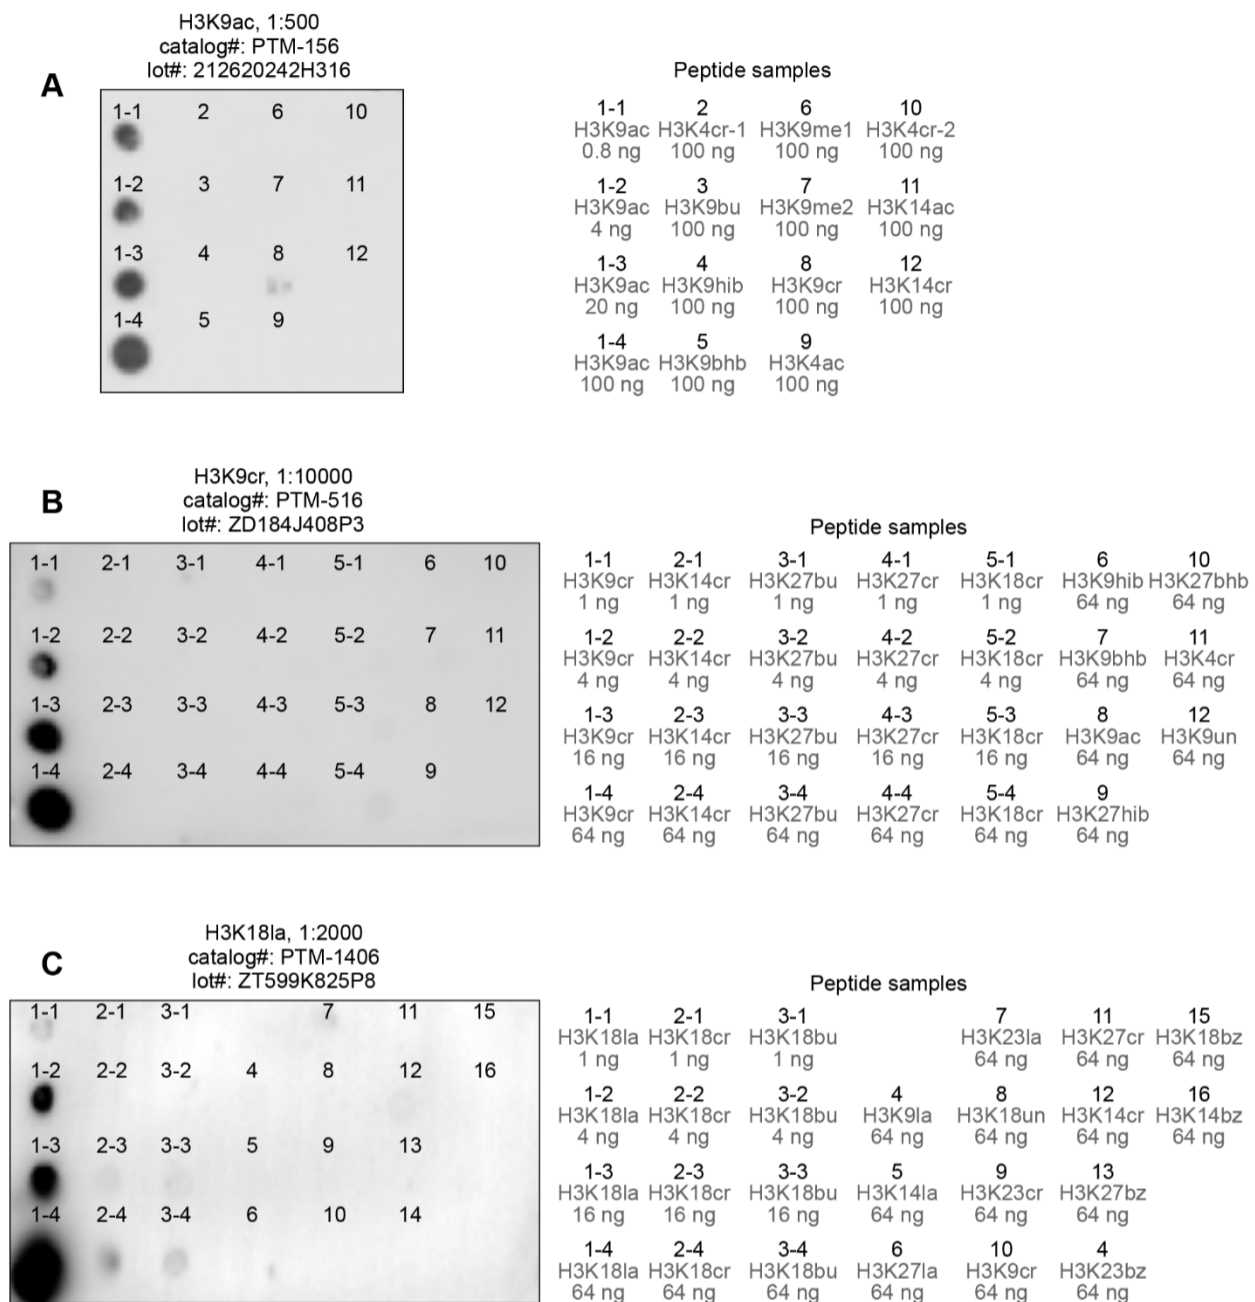 H3K9ac, 1:500
catalog#: PTM-156
lot#: 212620242H316
A
1-1 2 6 10
1-2 3 7 11
1-3 4 8 12
1-4 5 9
Peptide samples
1-1 2 6 10
H3K9ac H3K4cr-1 H3K9me1 H3K4cr-2
0.8 ng 100 ng 100 ng 100 ng
1-2 3 7 11
H3K9ac H3K9bu H3K9me2 H3K14ac
4 ng 100 ng 100 ng 100 ng
1-3 4 8 12
H3K9ac H3K9hib H3K9cr H3K14cr
20 ng 100 ng 100 ng 100 ng
1-4 5 9
H3K9ac H3K9bhb H3K4ac
100 ng 100 ng 100 ng
H3K9cr, 1:10000
catalog#: PTM-516
lot#: ZD184J408P3
B
1-1 2-1 3-1 4-1 5-1 6 10
1-2 2-2 3-2 4-2 5-2 7 11
1-3 2-3 3-3 4-3 5-3 8 12
1-4 2-4 3-4 4-4 5-4 9
Peptide samples
1-1 2-1 3-1 4-1 5-1 6 10
H3K9cr H3K14cr H3K27bu H3K27cr H3K18cr H3K9hib H3K27bhb
1 ng 1 ng 1 ng 1 ng 1 ng 64 ng 64 ng
1-2 2-2 3-2 4-2 5-2 7 11
H3K9cr H3K14cr H3K27bu H3K27cr H3K18cr H3K9bhb H3K4cr
4 ng 4 ng 4 ng 4 ng 4 ng 64 ng 64 ng
1-3 2-3 3-3 4-3 5-3 8 12
H3K9cr H3K14cr H3K27bu H3K27cr H3K18cr H3K9ac H3K9un
16 ng 16 ng 16 ng 16 ng 16 ng 64 ng 64 ng
1-4 2-4 3-4 4-4 5-4 9
H3K9cr H3K14cr H3K27bu H3K27cr H3K18cr H3K27hib
64 ng 64 ng 64 ng 64 ng 64 ng 64 ng
H3K18la, 1:2000
catalog#: PTM-1406
lot#: ZT599K825P8
C
1-1 2-1 3-1 7 11 15
1-2 2-2 3-2 4 8 12 16
1-3 2-3 3-3 5 9 13
1-4 2-4 3-4 6 10 14
Peptide samples
1-1 2-1 3-1 7 11 15
H3K18la H3K18cr H3K18bu H3K23la H3K27cr H3K18bz
1 ng 1 ng 1 ng 64 ng 64 ng 64 ng
1-2 2-2 3-2 4 8 12 16
H3K18la H3K18cr H3K18bu H3K9la H3K18un H3K14cr H3K14bz
4 ng 4 ng 4 ng 64 ng 64 ng 64 ng 64 ng
1-3 2-3 3-3 5 9 13
H3K18la H3K18cr H3K18bu H3K14la H3K23cr H3K27bz
16 ng 16 ng 16 ng 64 ng 64 ng 64 ng
1-4 2-4 3-4 6 10 4
H3K18la H3K18cr H3K18bu H3K27la H3K9cr H3K23bz
64 ng 64 ng 64 ng 64 ng 64 ng 64 ng